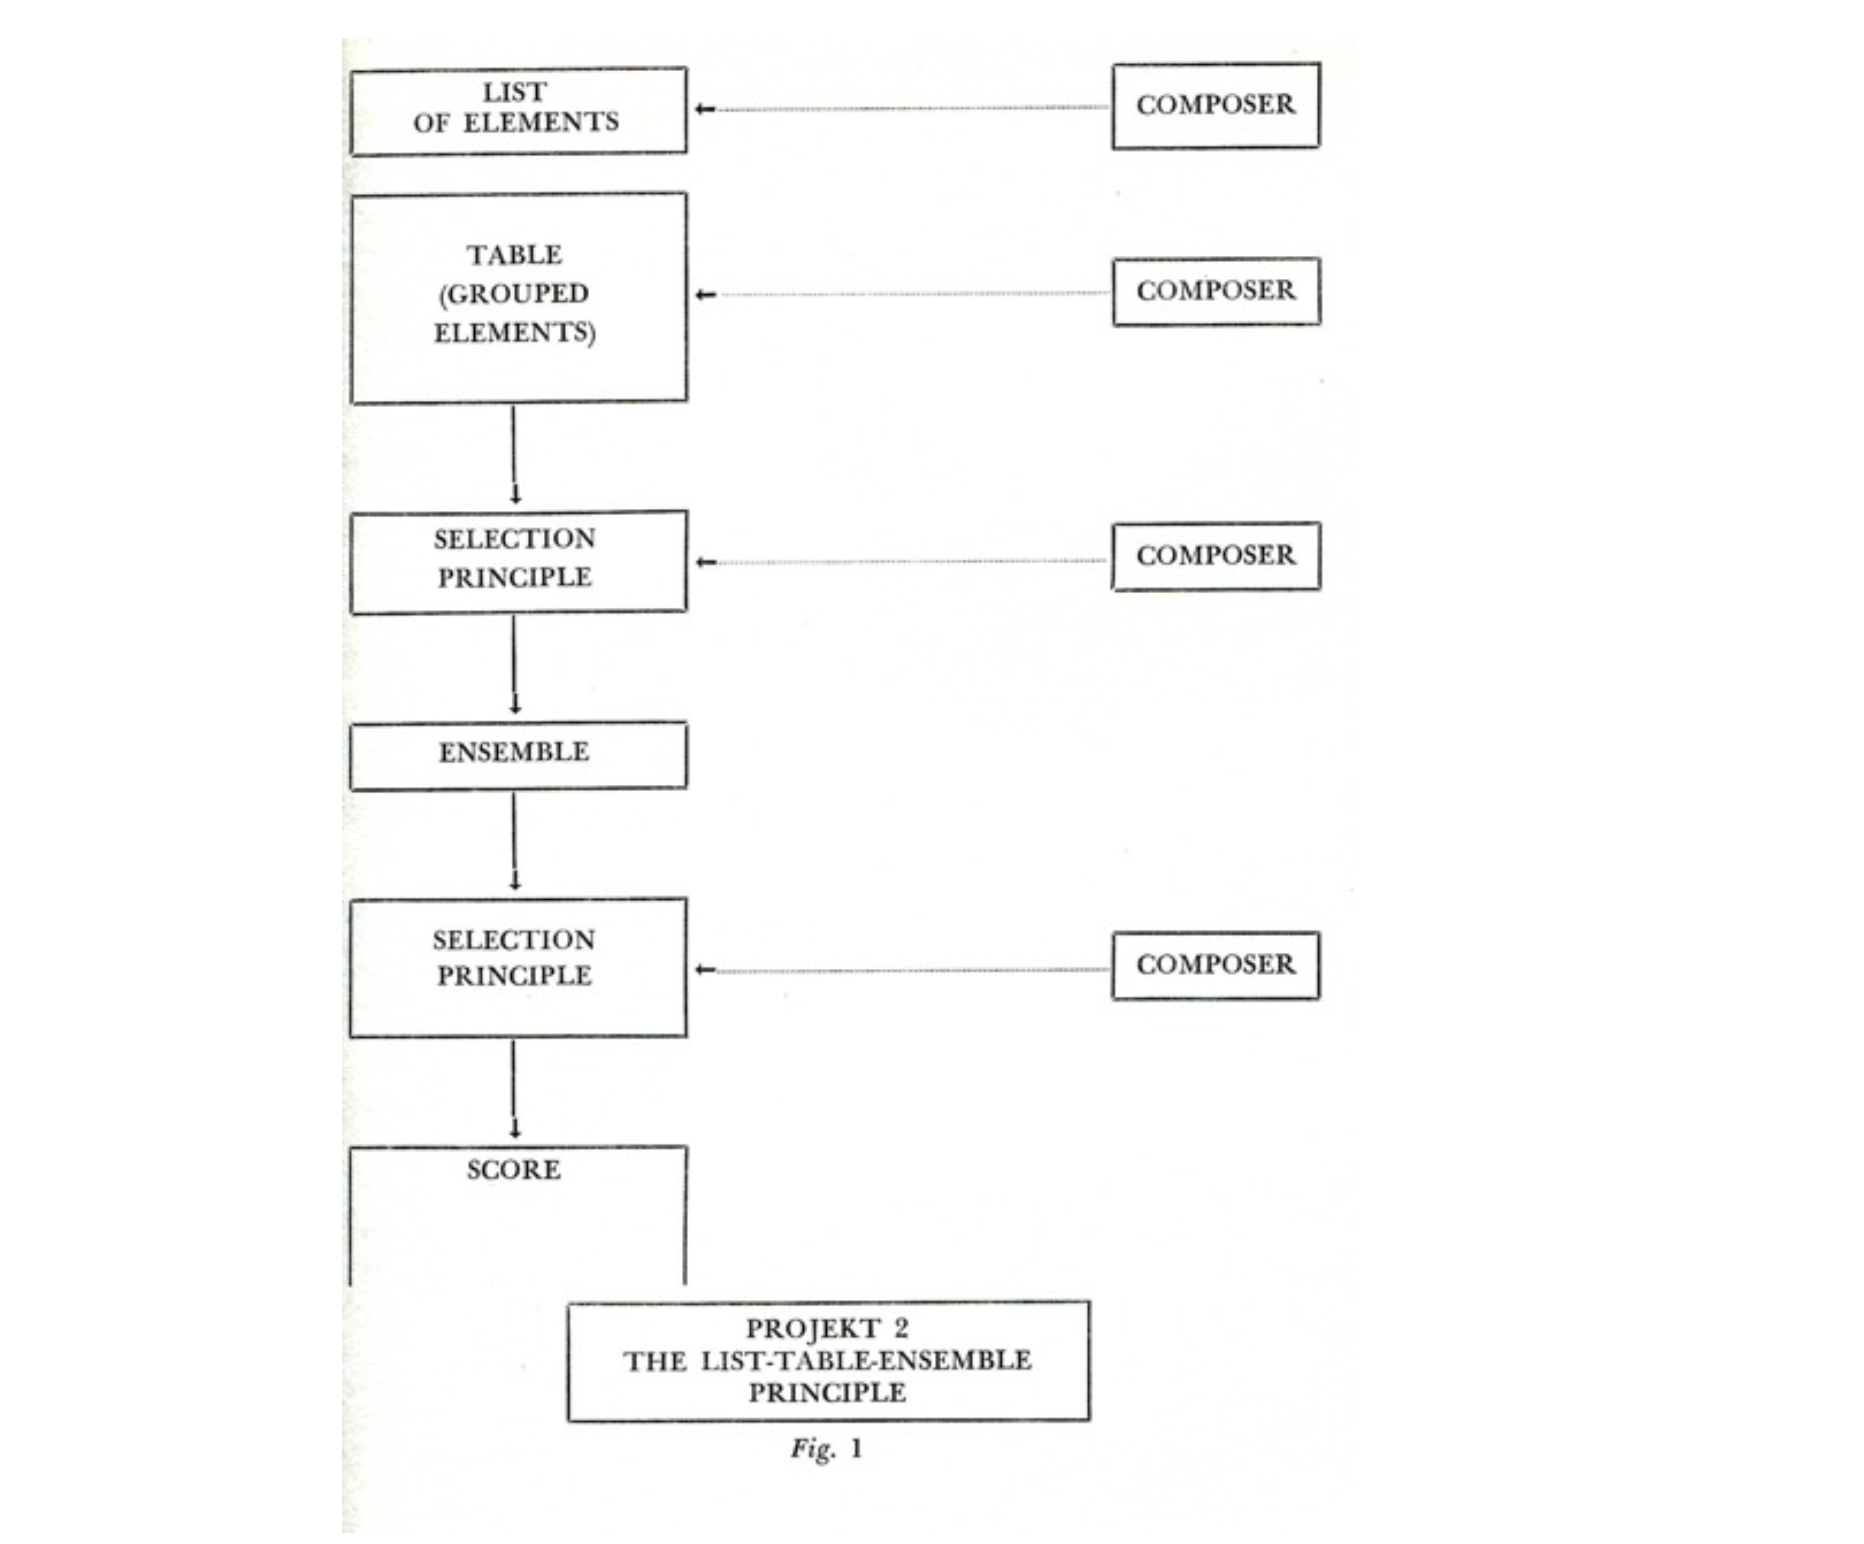 LIST
OF ELEMENTS
COMPOSER
TABLE
(GROUPED
ELEMENTS)
COMPOSER
SELECTION
PRINCIPLE
COMPOSER
ENSEMBLE
SELECTION
PRINCIPLE
COMPOSER
SCORE
PROJEKT 2
THE LIST-TABLE-ENSEMBLE
PRINCIPLE
Fig. 1